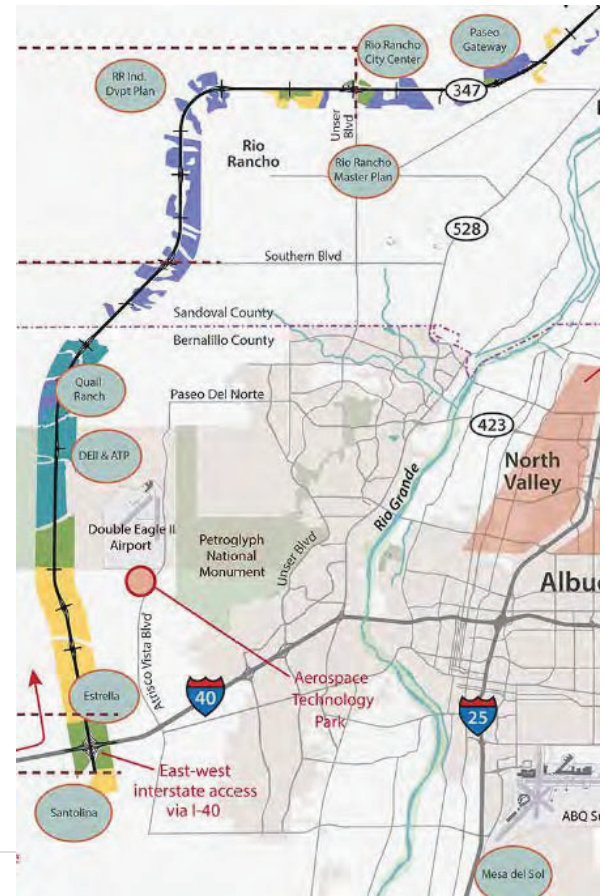 Paseo
Gateway
Rio Rancho
City Center
RR Ind.
Dvpt Plan
347
Unser
Blvd
Rio
Rancho
Rio Rancho
Master Plan
528
Southern Blvd
Sandoval County
Bernalillo County
Quail
Ranch
Paseo Del Norte
423
DEII & ATP
North
Valley
Rio Grande
Double Eagle II
Airport
Petroglyph
National
Monument
Unser Blvd
Albu
Atrisco Vista Blvd
Estrella
40
Aerospace
Technology
Park
25
East-west
interstate access
via I-40
Santolina
ABQ Su
Mesa del Sol